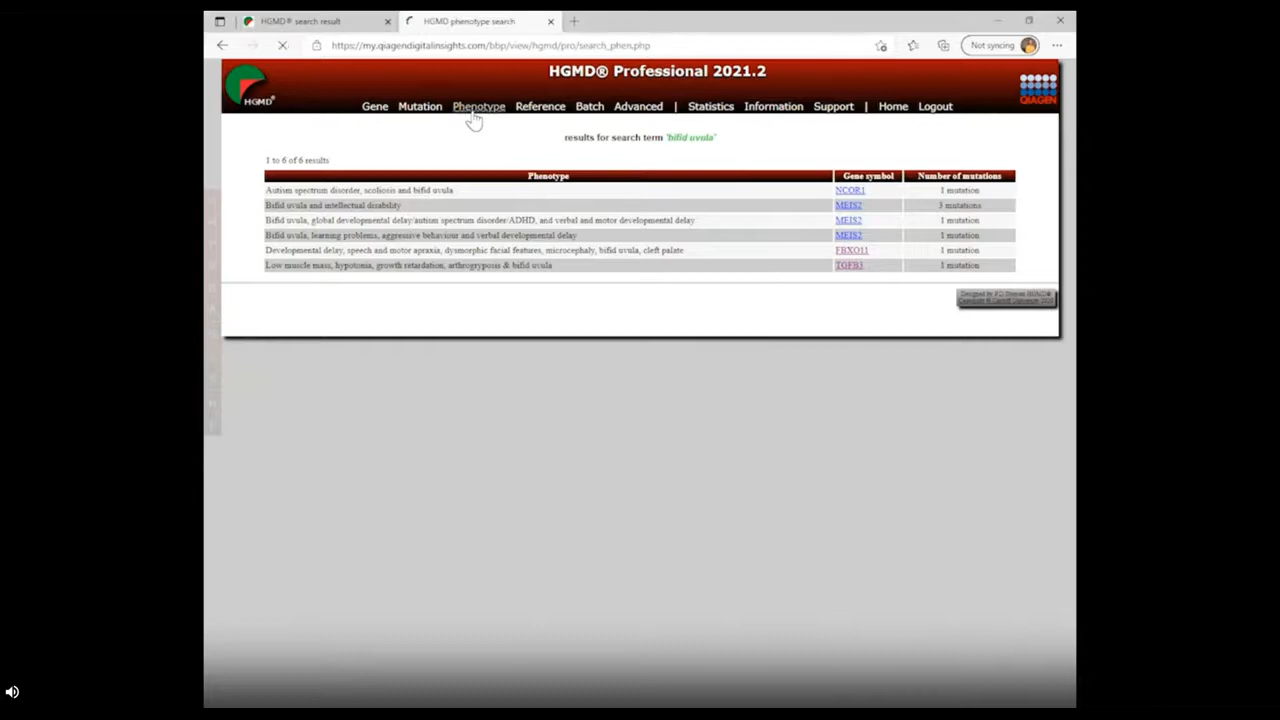 HGMD® search result
HGMD phenotype search
https://my.qiagendigitalinsights.com/bbp/view/hgmd/pro/search_phen.php
Not syncing
HGMD® Professional 2021.2
HGMD®
QIAGEN
Gene Mutation Phenotype Reference Batch Advanced | Statistics Information Support | Home Logout
results for search term 'bifid uvula'
1 to 6 of 6 results
Phenotype Gene symbol Number of mutations
Autism spectrum disorder, scoliosis and bifid uvula NCOR1 1 mutation
Bifid uvula and intellectual disability MEIS2 3 mutations
Bifid uvula, global developmental delay/autism spectrum disorder/ADHD, and verbal and motor developmental delay MEIS2 1 mutation
Bifid uvula, learning problems, aggressive behaviour and verbal developmental delay MEIS2 1 mutation
Developmental delay, speech and motor apraxia, dysmorphic facial features, microcephaly, bifid uvula, cleft palate FBXO11 1 mutation
Low muscle mass, hypotonia, growth retardation, arthrogryposis & bifid uvula TGFB3 1 mutation